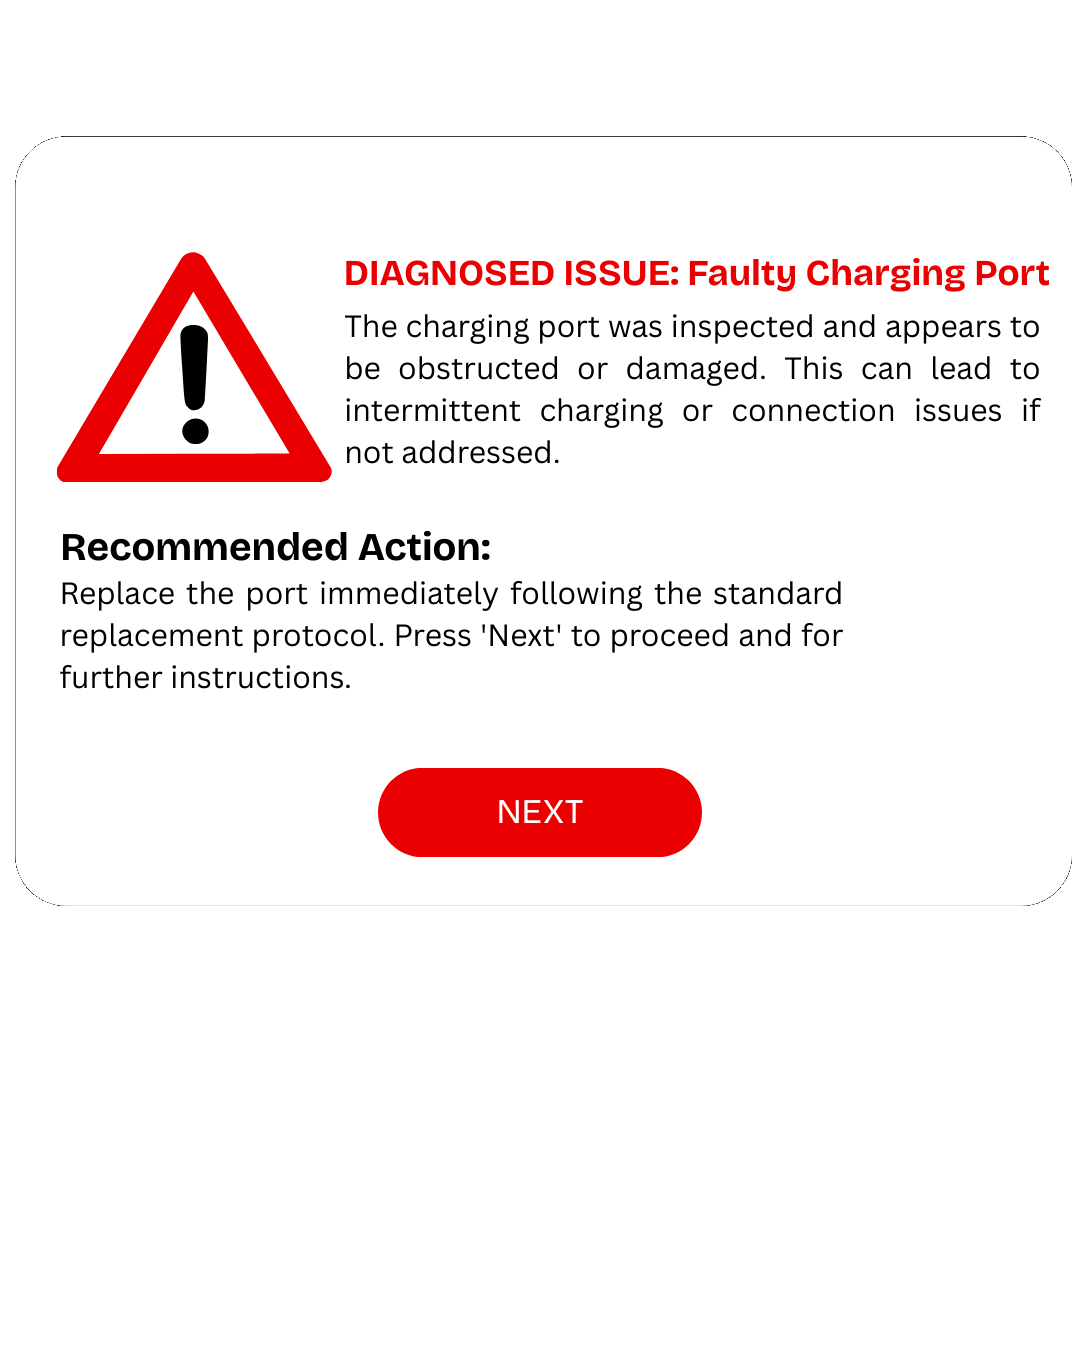 DIAGNOSED ISSUE: Faulty Charging Port
The charging port was inspected and appears to
be obstructed or damaged. This can lead to
intermittent charging or connection issues if
not addressed.
Recommended Action:
Replace the port immediately following the standard
replacement protocol. Press 'Next' to proceed and for
further instructions.
NEXT